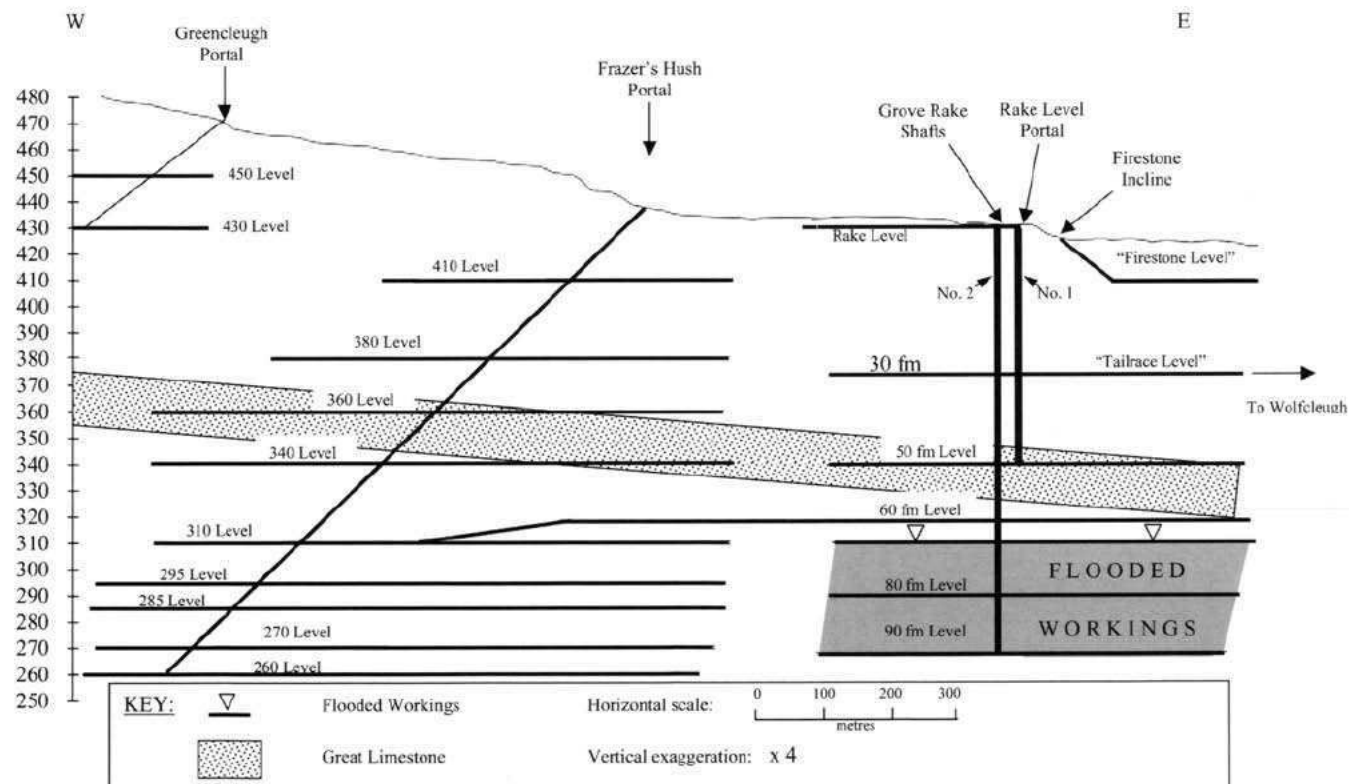 W
E
Greencleugh
Portal
Frazer's Hush
Portal
Grove Rake
Shafts
Rake Level
Portal
Firestone
Incline
480
470
460
450
440
430
420
410
400
390
380
370
360
350
340
330
320
310
300
290
280
270
260
250
450 Level
430 Level
Rake Level
"Firestone Level"
410 Level
No. 2
No. 1
380 Level
30 fm
"Tailrace Level"
To Wolfcleugh
360 Level
340 Level
50 fm Level
60 fm Level
310 Level
295 Level
285 Level
270 Level
260 Level
80 fm Level
FLOODED
90 fm Level
WORKINGS
KEY:
Flooded Workings
Horizontal scale:
0 100 200 300
metres
Great Limestone
Vertical exaggeration: x 4